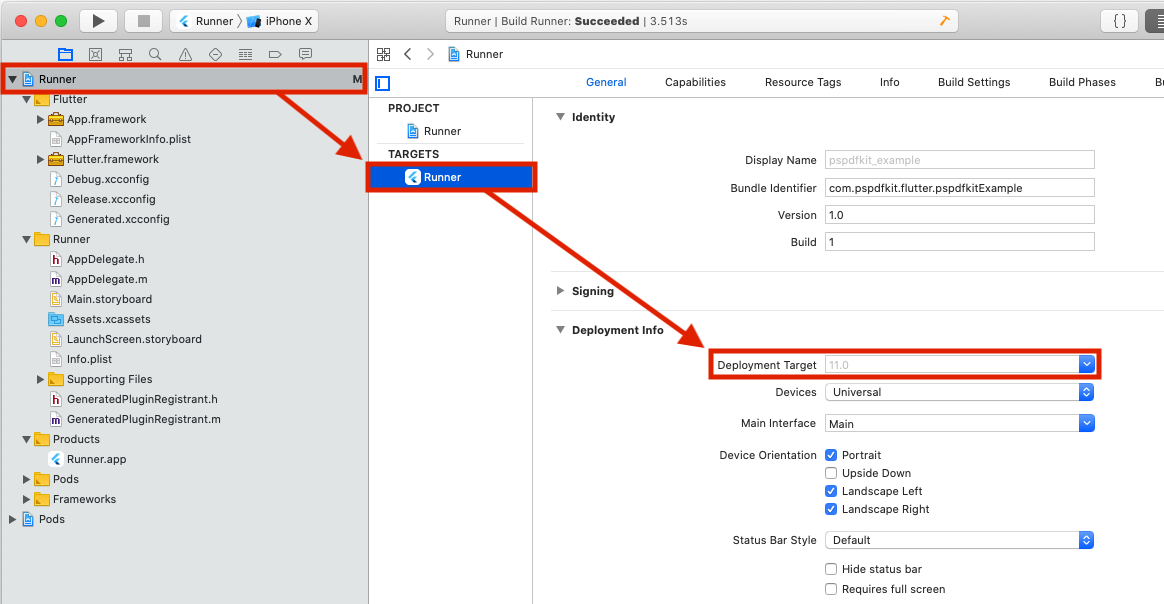 Runner iPhone X
Runner | Build Runner: Succeeded | 3.513s
{ }
Runner
Runner M
Flutter
App.framework
AppFrameworkInfo.plist
Flutter.framework
Debug.xcconfig
Release.xcconfig
Generated.xcconfig
Runner
h AppDelegate.h
m AppDelegate.m
Main.storyboard
Assets.xcassets
LaunchScreen.storyboard
Info.plist
Supporting Files
h GeneratedPluginRegistrant.h
m GeneratedPluginRegistrant.m
Products
Runner.app
Pods
Frameworks
Pods
General Capabilities Resource Tags Info Build Settings Build Phases Bu
PROJECT
Runner
TARGETS
Runner
Identity
Display Name pspdfkit_example
Bundle Identifier com.pspdfkit.flutter.pspdfkitExample
Version 1.0
Build 1
Signing
Deployment Info
Deployment Target 11.0
Devices Universal
Main Interface Main
Device Orientation Portrait
Upside Down
Landscape Left
Landscape Right
Status Bar Style Default
Hide status bar
Requires full screen